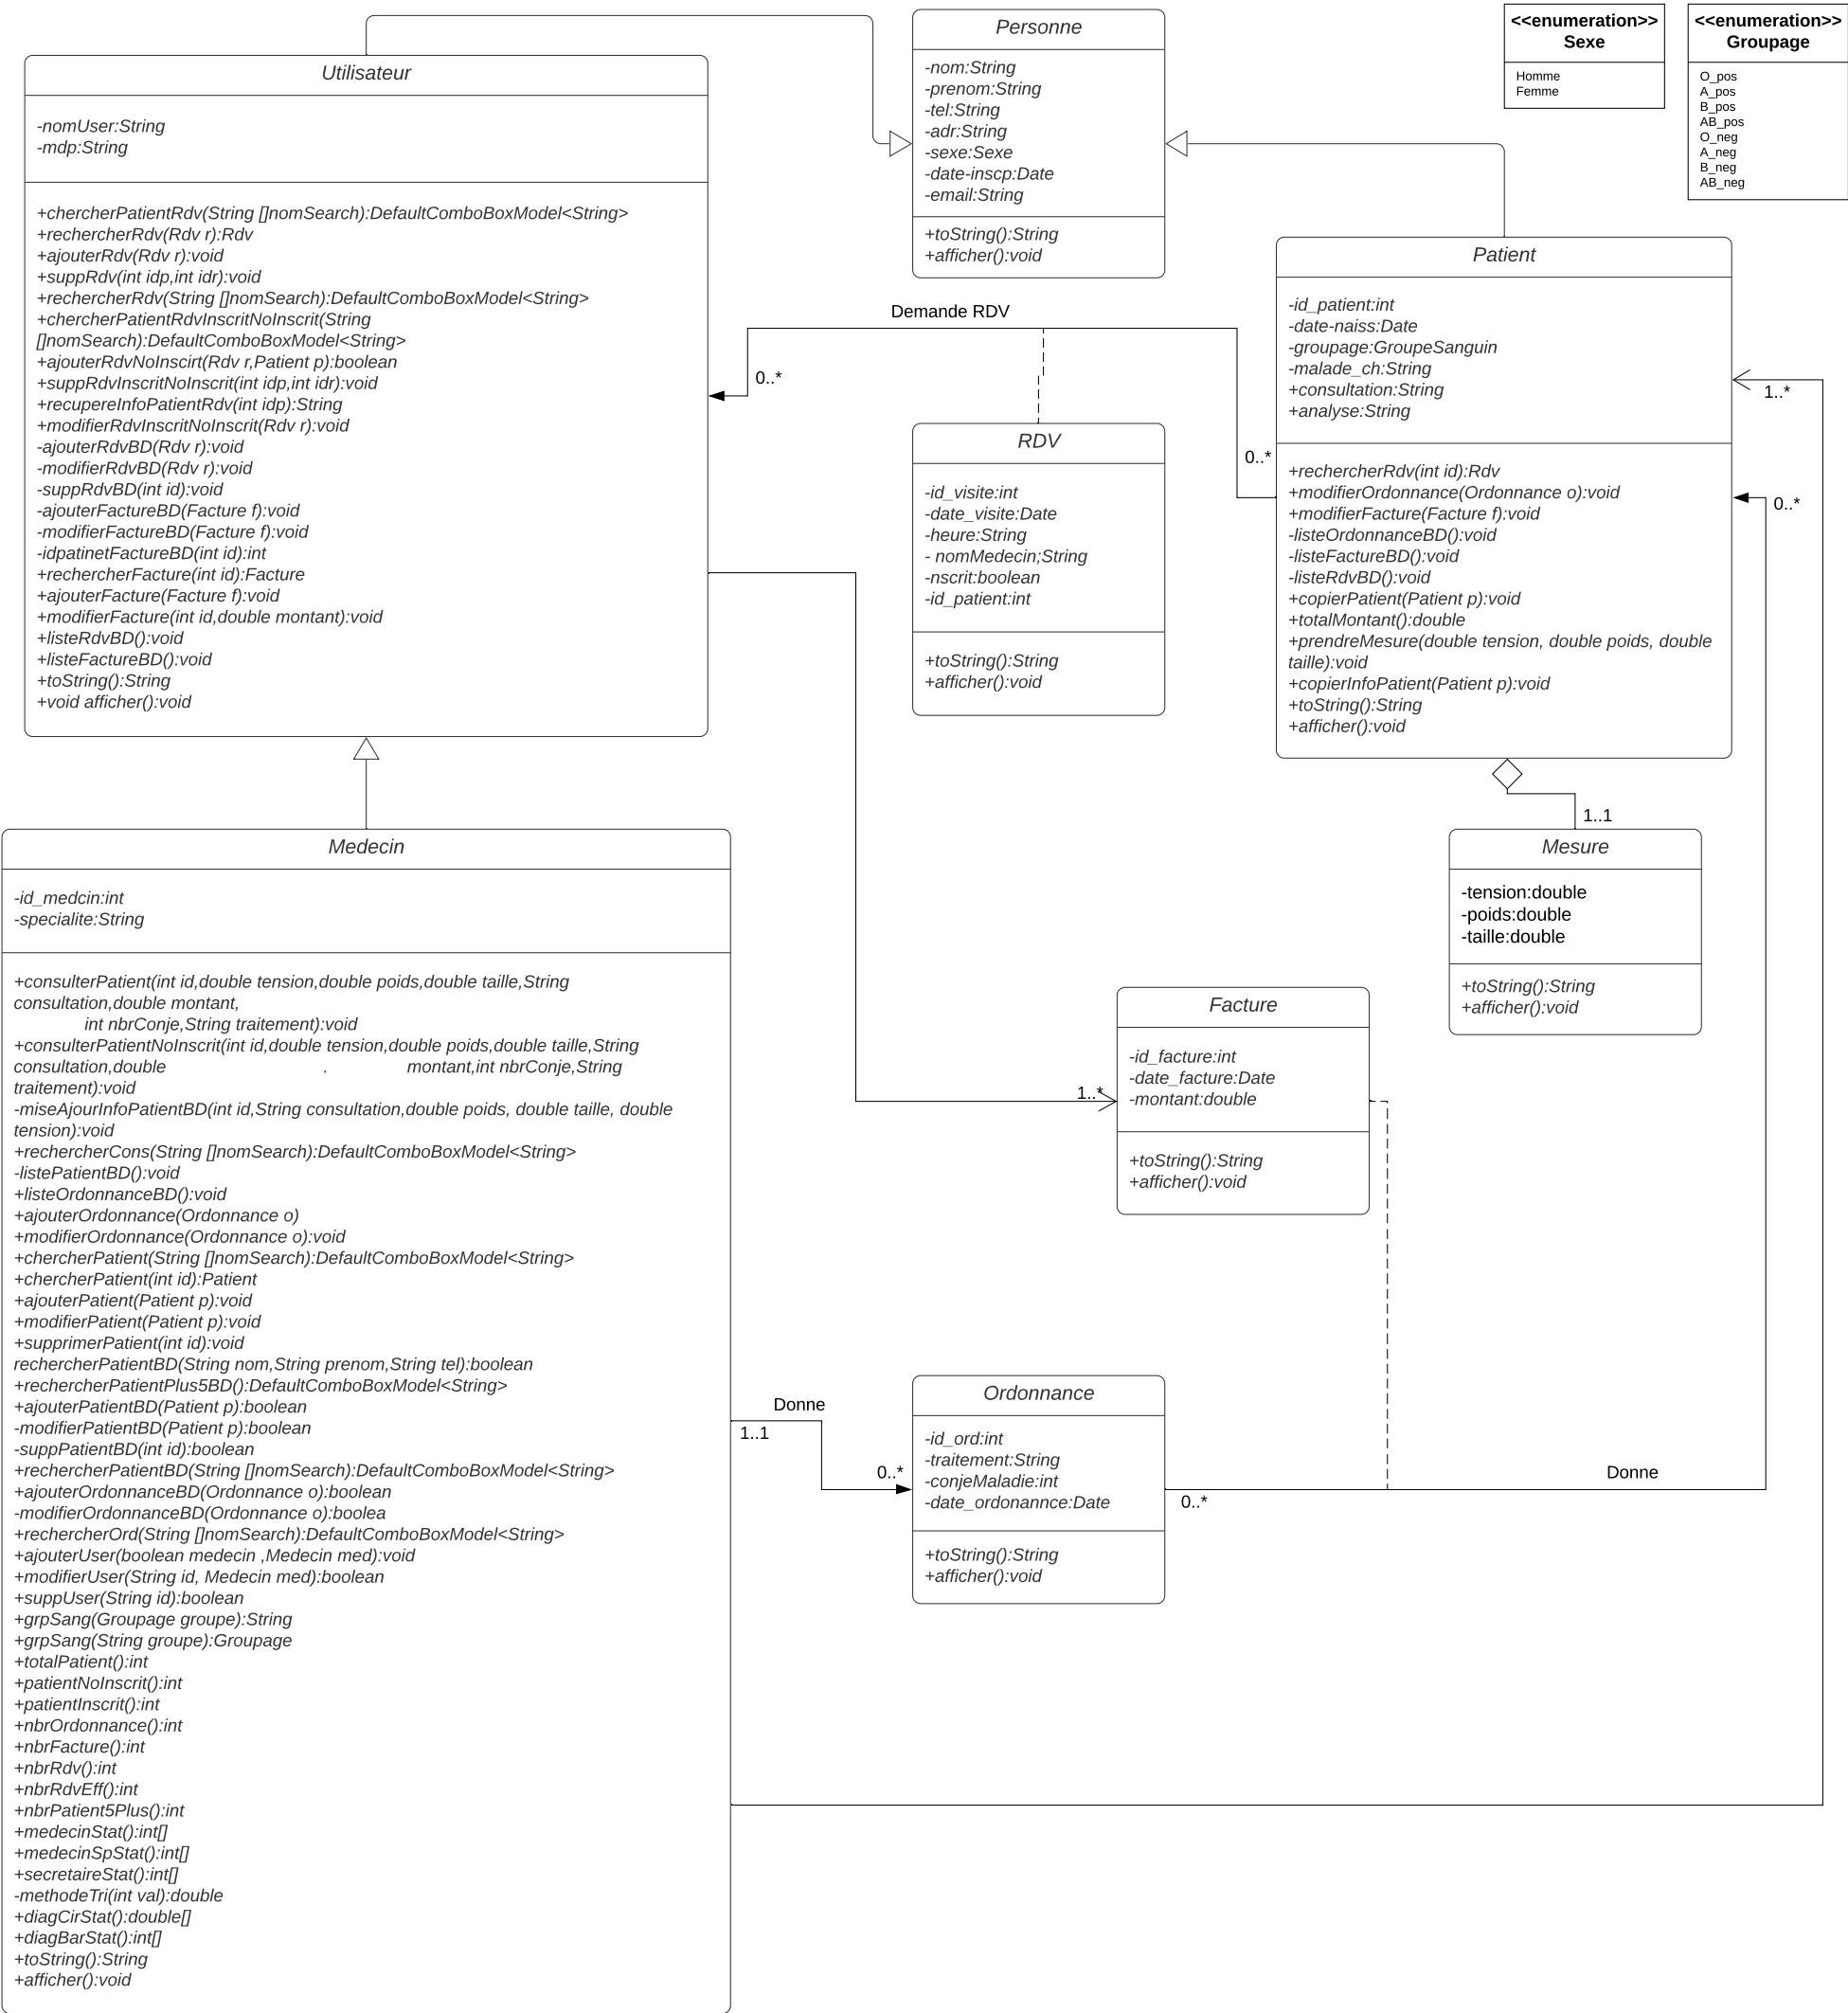 Personne
-nom:String
-prenom:String
-tel:String
-adr:String
-sexe:Sexe
-date-inscp:Date
-email:String
+toString():String
+afficher():void
<<enumeration>>
Sexe
Homme
Femme
<<enumeration>>
Groupage
O_pos
A_pos
B_pos
AB_pos
O_neg
A_neg
B_neg
AB_neg
Utilisateur
-nomUser:String
-mdp:String
+chercherPatientRdv(String []nomSearch):DefaultComboBoxModel<String>
+rechercherRdv(Rdv r):Rdv
+ajouterRdv(Rdv r):void
+suppRdv(int idp,int idr):void
+rechercherRdv(String []nomSearch):DefaultComboBoxModel<String>
+chercherPatientRdvInscritNoInscrit(String
[]nomSearch):DefaultComboBoxModel<String>
+ajouterRdvNoInscirt(Rdv r,Patient p):boolean
+suppRdvInscritNoInscrit(int idp,int idr):void
+recupereInfoPatientRdv(int idp):String
+modifierRdvInscritNoInscrit(Rdv r):void
-ajouterRdvBD(Rdv r):void
-modifierRdvBD(Rdv r):void
-suppRdvBD(int id):void
-ajouterFactureBD(Facture f):void
-modifierFactureBD(Facture f):void
-idpatinetFactureBD(int id):int
+rechercherFacture(int id):Facture
+ajouterFacture(Facture f):void
+modifierFacture(int id,double montant):void
+listeRdvBD():void
+listeFactureBD():void
+toString():String
+void afficher():void
Demande RDV
0..*
0..*
RDV
-id_visite:int
-date_visite:Date
-heure:String
- nomMedecin;String
-nscrit:boolean
-id_patient:int
+toString():String
+afficher():void
Patient
-id_patient:int
-date-naiss:Date
-groupage:GroupeSanguin
-malade_ch:String
+consultation:String
+analyse:String
+rechercherRdv(int id):Rdv
+modifierOrdonnance(Ordonnance o):void
+modifierFacture(Facture f):void
-listeOrdonnanceBD():void
-listeFactureBD():void
-listeRdvBD():void
+copierPatient(Patient p):void
+totalMontant():double
+prendreMesure(double tension, double poids, double
taille):void
+copierInfoPatient(Patient p):void
+toString():String
+afficher():void
1..*
0..*
1..1
Mesure
-tension:double
-poids:double
-taille:double
+toString():String
+afficher():void
Medecin
-id_medcin:int
-specialite:String
+consulterPatient(int id,double tension,double poids,double taille,String
consultation,double montant,
int nbrConje,String traitement):void
+consulterPatientNoInscrit(int id,double tension,double poids,double taille,String
consultation,double . montant,int nbrConje,String
traitement):void
-miseAjourInfoPatientBD(int id,String consultation,double poids, double taille, double
tension):void
+rechercherCons(String []nomSearch):DefaultComboBoxModel<String>
-listePatientBD():void
+listeOrdonnanceBD():void
+ajouterOrdonnance(Ordonnance o)
+modifierOrdonnance(Ordonnance o):void
+chercherPatient(String []nomSearch):DefaultComboBoxModel<String>
+chercherPatient(int id):Patient
+ajouterPatient(Patient p):void
+modifierPatient(Patient p):void
+supprimerPatient(int id):void
rechercherPatientBD(String nom,String prenom,String tel):boolean
+rechercherPatientPlus5BD():DefaultComboBoxModel<String>
+ajouterPatientBD(Patient p):boolean
-modifierPatientBD(Patient p):boolean
-suppPatientBD(int id):boolean
+rechercherPatientBD(String []nomSearch):DefaultComboBoxModel<String>
+ajouterOrdonnanceBD(Ordonnance o):boolean
-modifierOrdonnanceBD(Ordonnance o):boolea
+rechercherOrd(String []nomSearch):DefaultComboBoxModel<String>
+ajouterUser(boolean medecin ,Medecin med):void
+modifierUser(String id, Medecin med):boolean
+suppUser(String id):boolean
+grpSang(Groupage groupe):String
+grpSang(String groupe):Groupage
+totalPatient():int
+patientNoInscrit():int
+patientInscrit():int
+nbrOrdonnance():int
+nbrFacture():int
+nbrRdv():int
+nbrRdvEff():int
+nbrPatient5Plus():int
+medecinStat():int[]
+medecinSpStat():int[]
+secretaireStat():int[]
-methodeTri(int val):double
+diagCirStat():double[]
+diagBarStat():int[]
+toString():String
+afficher():void
1..*
Facture
-id_facture:int
-date_facture:Date
-montant:double
+toString():String
+afficher():void
Donne
1..1
0..*
Ordonnance
-id_ord:int
-traitement:String
-conjeMaladie:int
-date_ordonannce:Date
+toString():String
+afficher():void
0..*
Donne